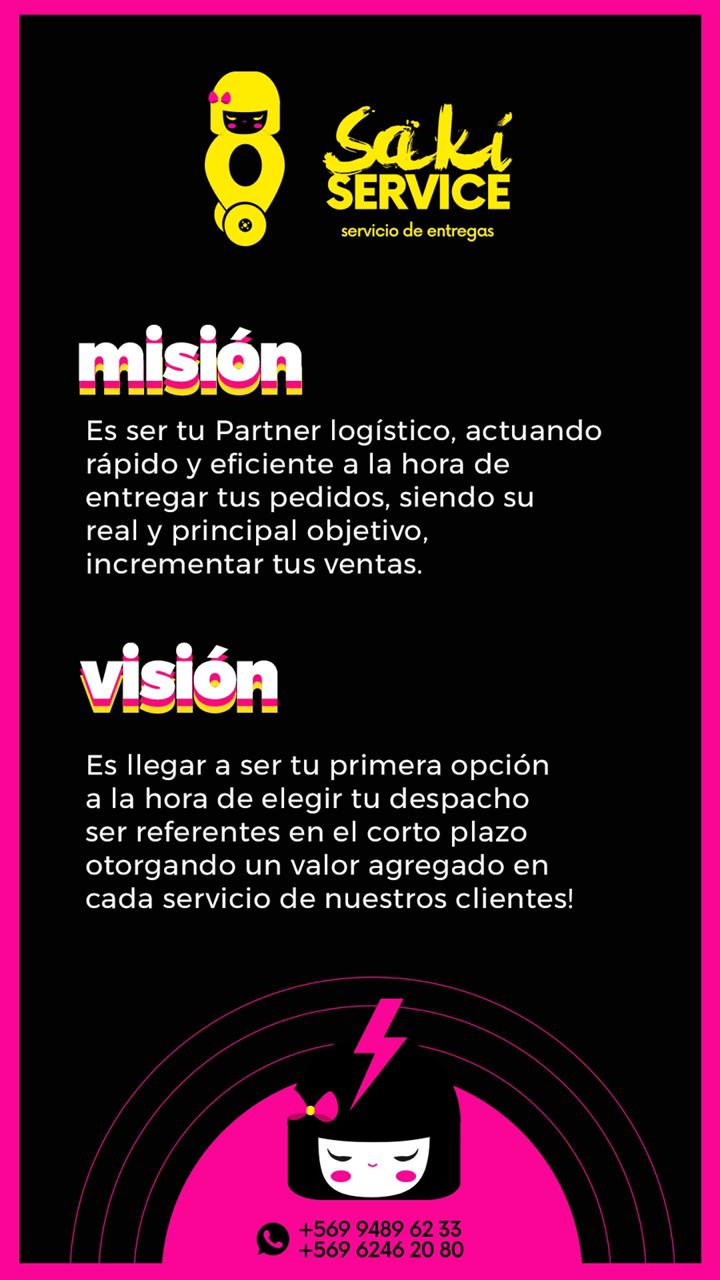 Sakí
SERVICE
servicio de entregas
misión
Es ser tu Partner logístico, actuando
rápido y eficiente a la hora de
entregar tus pedidos, siendo su
real y principal objetivo,
incrementar tus ventas.
visión
Es llegar a ser tu primera opción
a la hora de elegir tu despacho
ser referentes en el corto plazo
otorgando un valor agregado en
cada servicio de nuestros clientes!
+569 9489 62 33
+569 6246 20 80